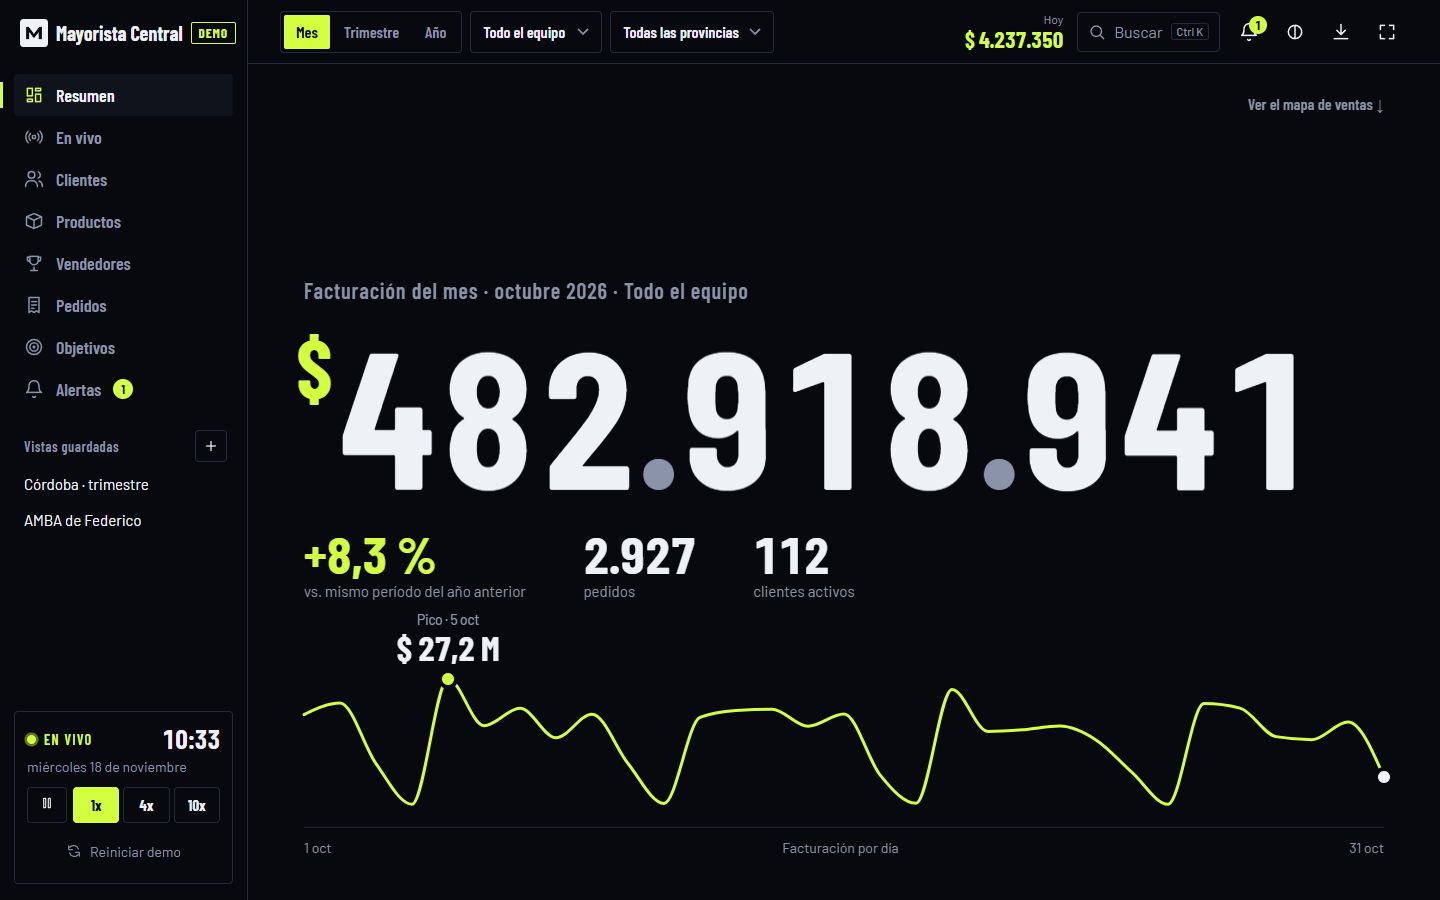 Mayorista Central DEMO
Resumen
En vivo
Clientes
Productos
Vendedores
Pedidos
Objetivos
Alertas 1
Vistas guardadas +
Córdoba · trimestre
AMBA de Federico
EN VIVO 10:33
miércoles 18 de noviembre
1x 4x 10x
Reiniciar demo
Mes Trimestre Año Todo el equipo Todas las provincias
Hoy
$ 4.237.350
Buscar Ctrl K
1
Ver el mapa de ventas ↓
Facturación del mes · octubre 2026 · Todo el equipo
$482.918.941
+8,3 % 2.927 112
vs. mismo período del año anterior pedidos clientes activos
Pico · 5 oct
$ 27,2 M
1 oct Facturación por día 31 oct